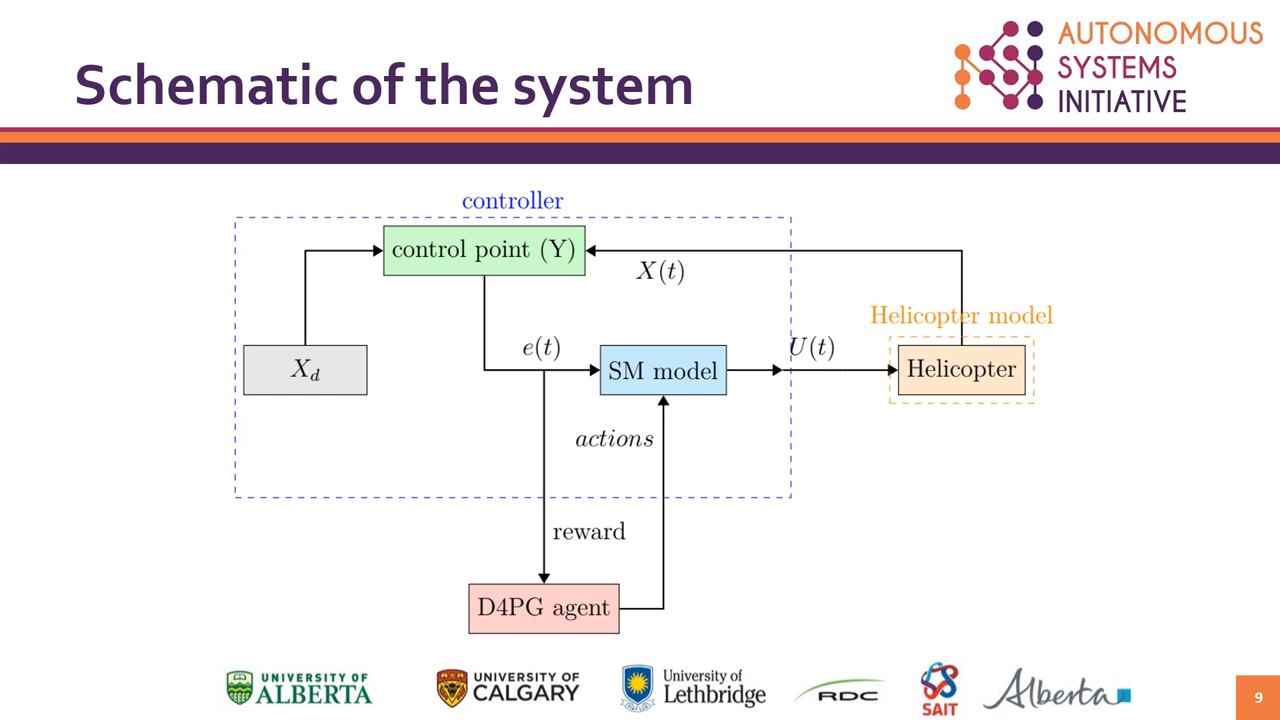 Schematic of the system
AUTONOMOUS
SYSTEMS
INITIATIVE
controller
control point (Y)
X(t)
Helicopter model
X_d
e(t)
SM model
U(t)
Helicopter
actions
reward
D4PG agent
UNIVERSITY OF
ALBERTA
UNIVERSITY OF
CALGARY
University of
Lethbridge
RDC
SAIT
Alberta
9